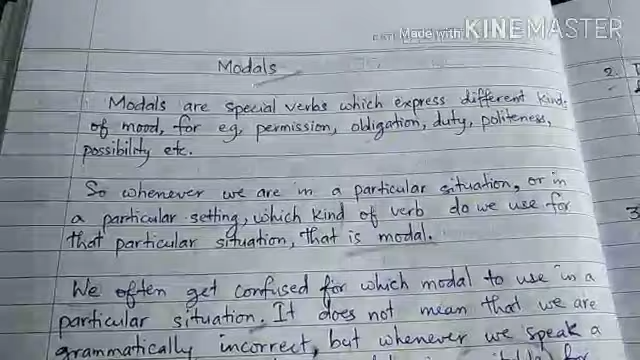 Made with KINEMASTER
Modals
2.
Modals are special verbs which express different kinds
of mood, for eg, permission, obligation, duty, politeness,
possibility etc.
So whenever we are in a particular situation, or in
a particular setting, which kind of verb do we use for
that particular situation, that is modal.
3
We often get confused for which modal to use in a
particular situation. It does not mean that we are
grammatically incorrect, but whenever we speak a